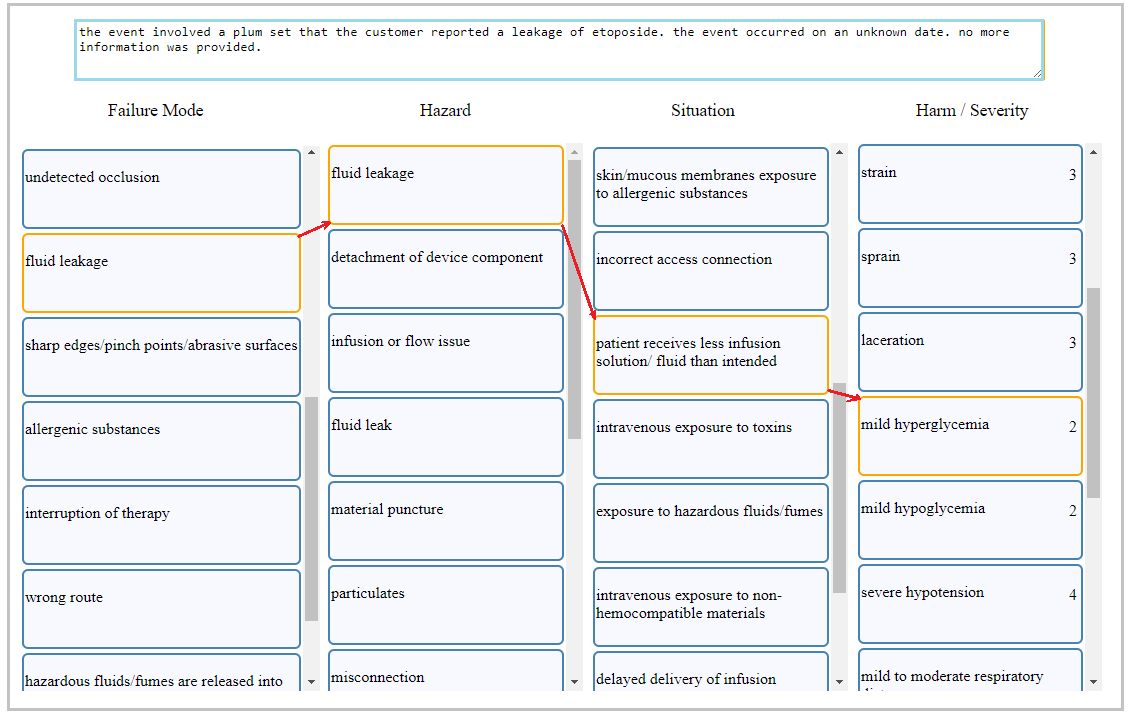 the event involved a plum set that the customer reported a leakage of etoposide. the event occurred on an unknown date. no more
information was provided.
Failure Mode
Hazard
Situation
Harm / Severity
undetected occlusion
fluid leakage
sharp edges/pinch points/abrasive surfaces
allergenic substances
interruption of therapy
wrong route
hazardous fluids/fumes are released into
fluid leakage
detachment of device component
infusion or flow issue
fluid leak
material puncture
particulates
misconnection
skin/mucous membranes exposure
to allergenic substances
incorrect access connection
patient receives less infusion
solution/ fluid than intended
intravenous exposure to toxins
exposure to hazardous fluids/fumes
intravenous exposure to non-
hemocompatible materials
delayed delivery of infusion
strain 3
sprain 3
laceration 3
mild hyperglycemia 2
mild hypoglycemia 2
severe hypotension 4
mild to moderate respiratory